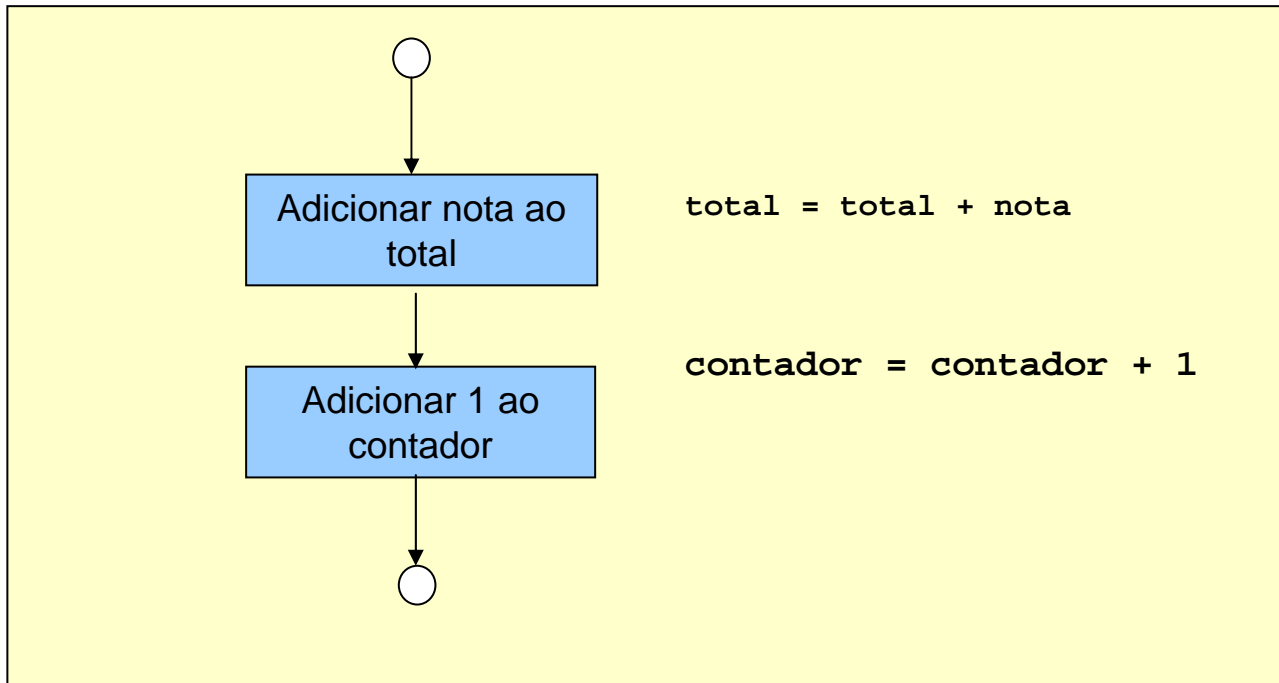 Adicionar nota ao
total
total = total + nota
contador = contador + 1
Adicionar 1 ao
contador